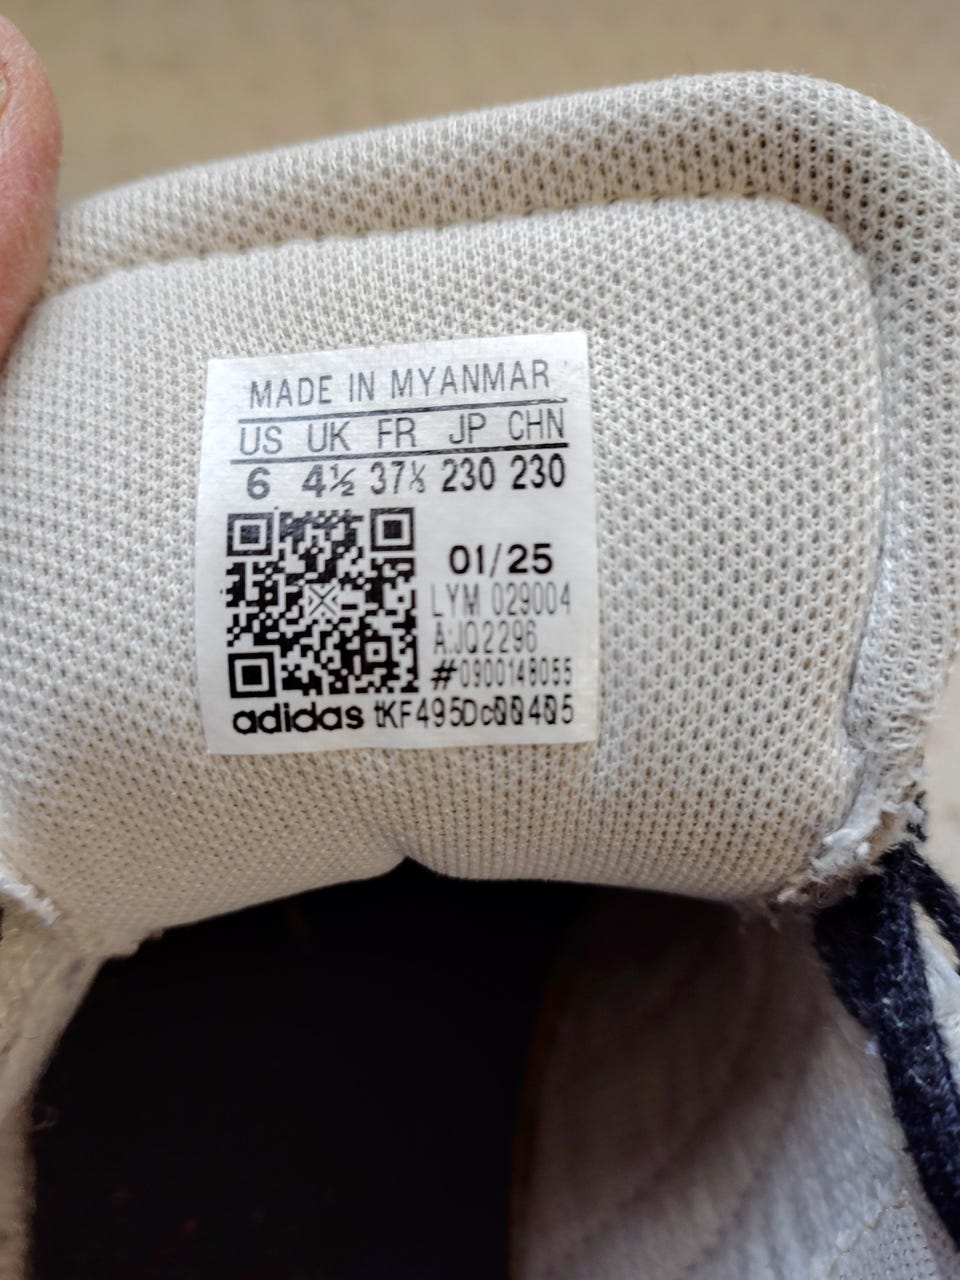 MADE IN MYANMAR
US UK FR JP CHN
6 4½ 37⅓ 230 230
01/25
LYM 029004
A:JQ2296
#0900148055
adidas tKF495Dc00405